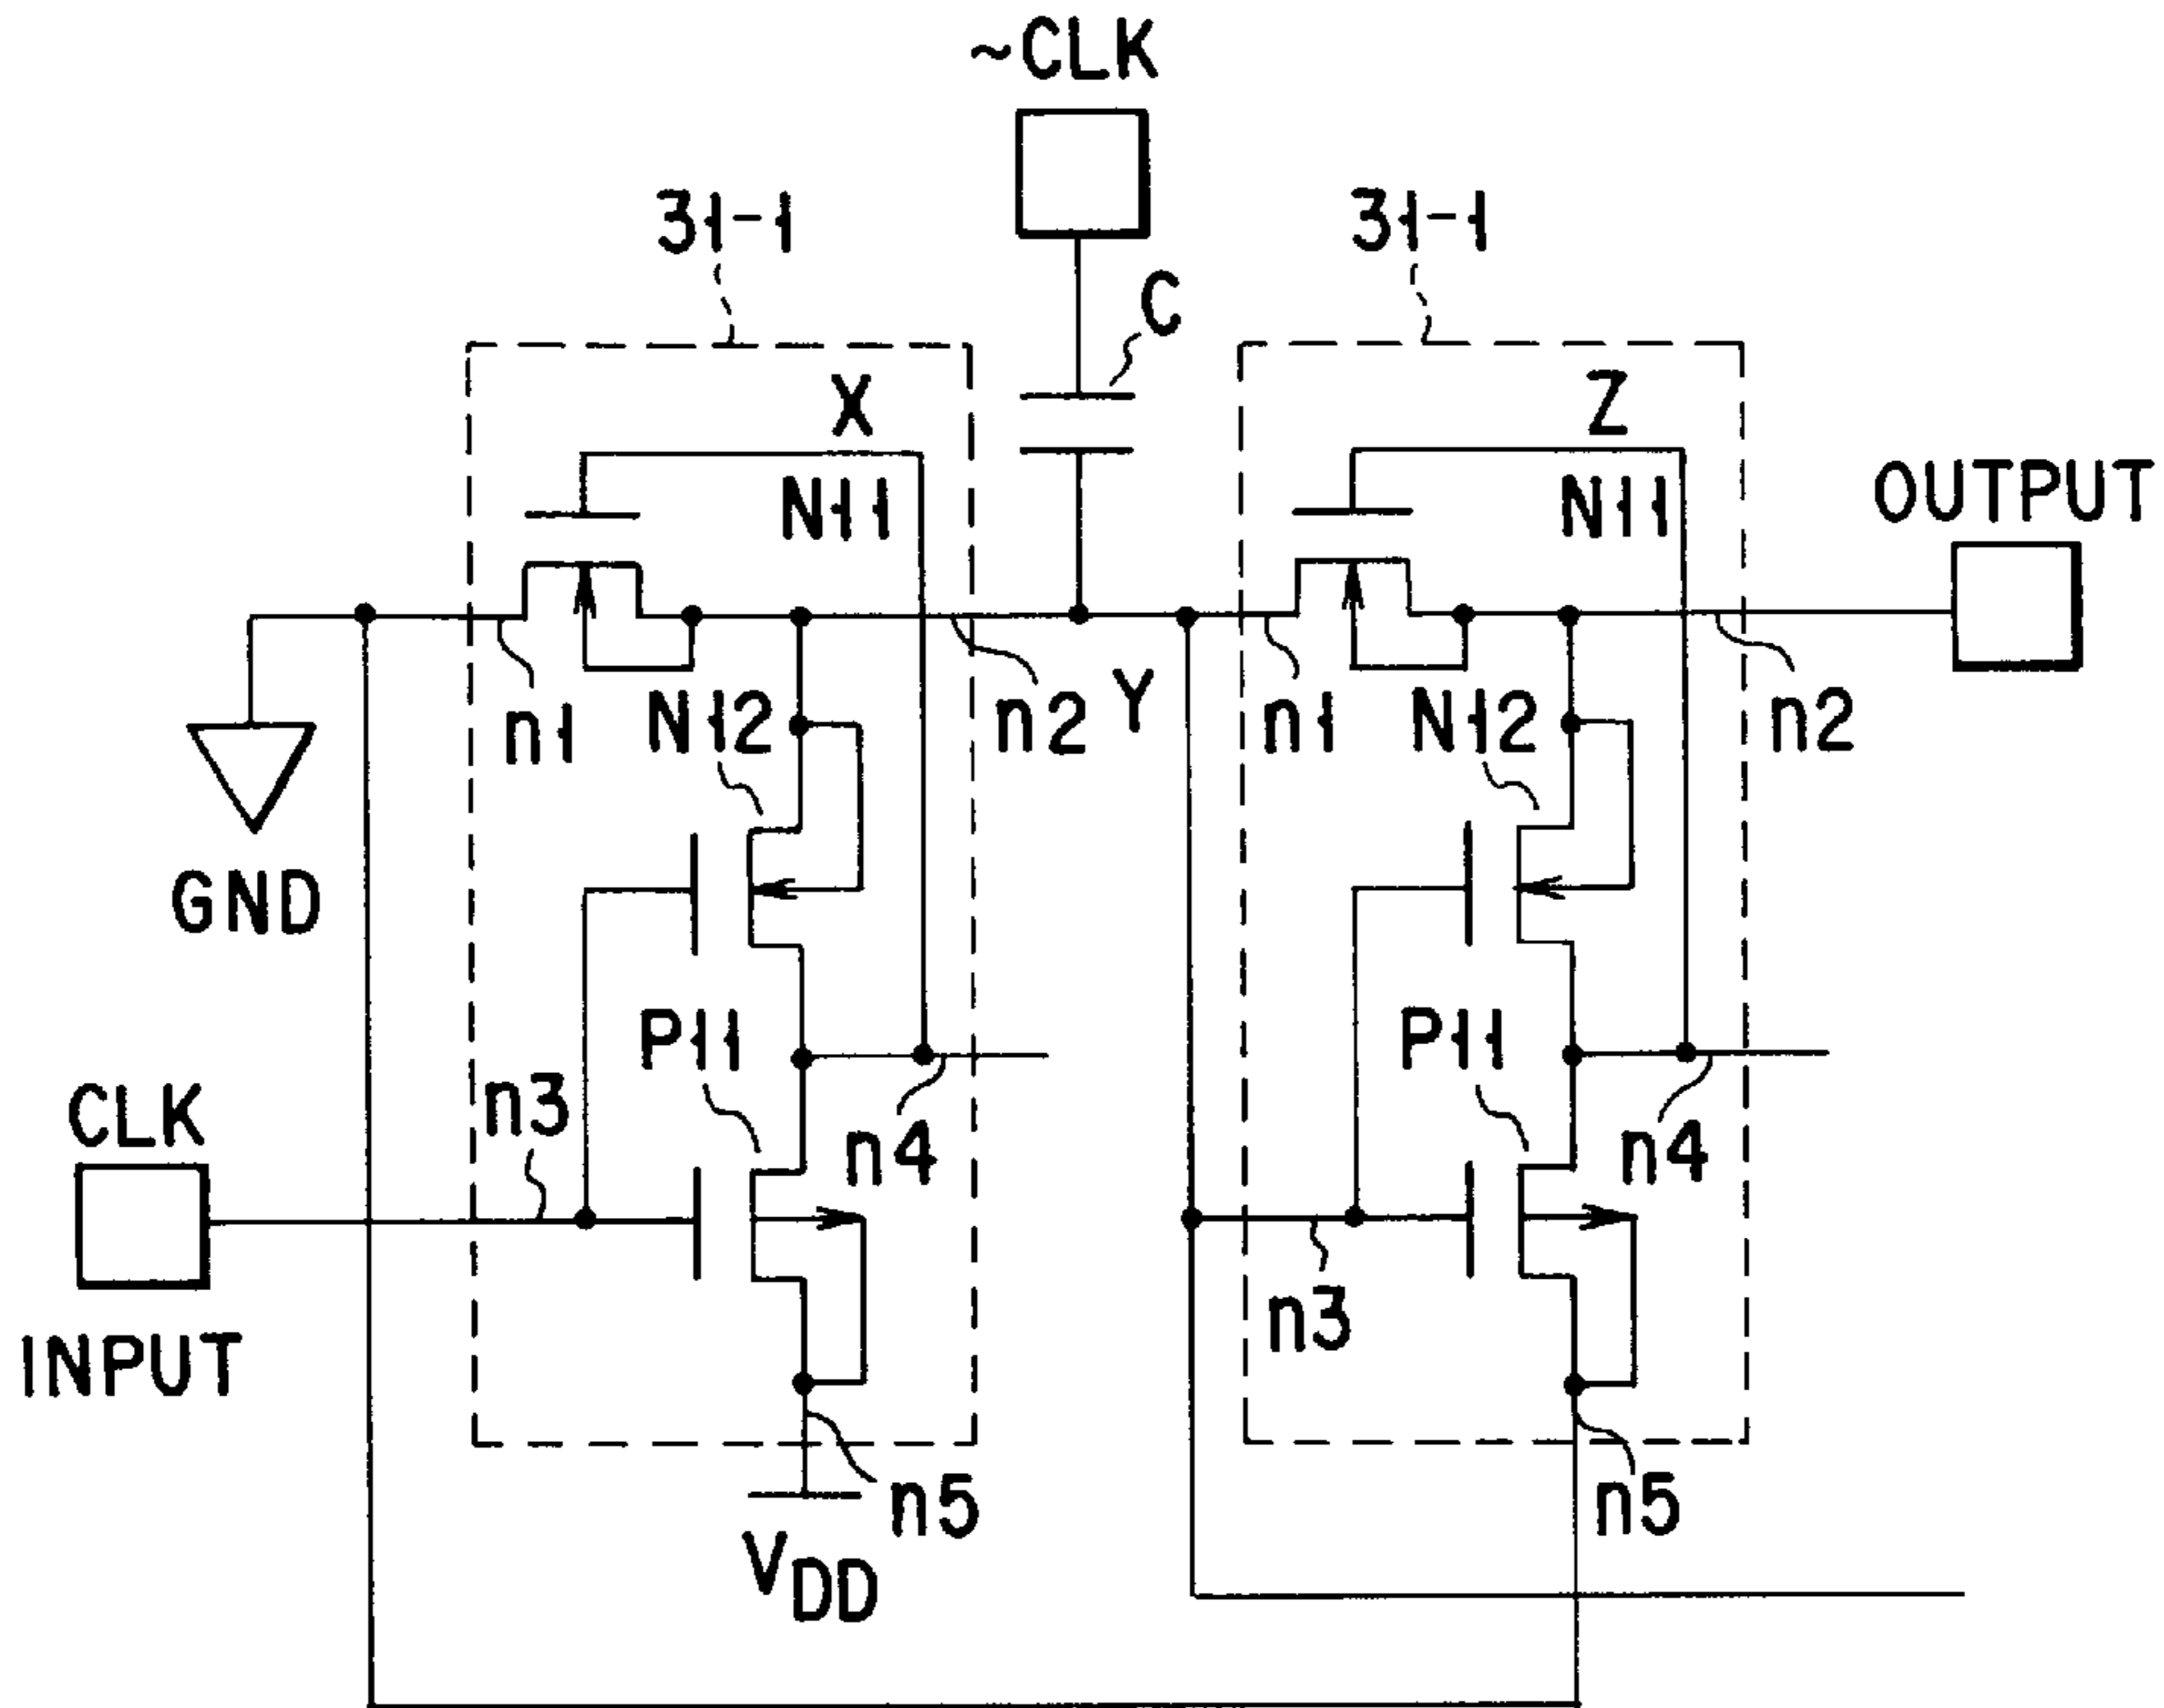 ~CLK
31-1
31-1
C
X
Z
N11
N11
OUTPUT
n1
N12
n2
Y
n1
N12
n2
GND
P11
P11
CLK
n3
n4
n4
n3
INPUT
n5
n5
VDD